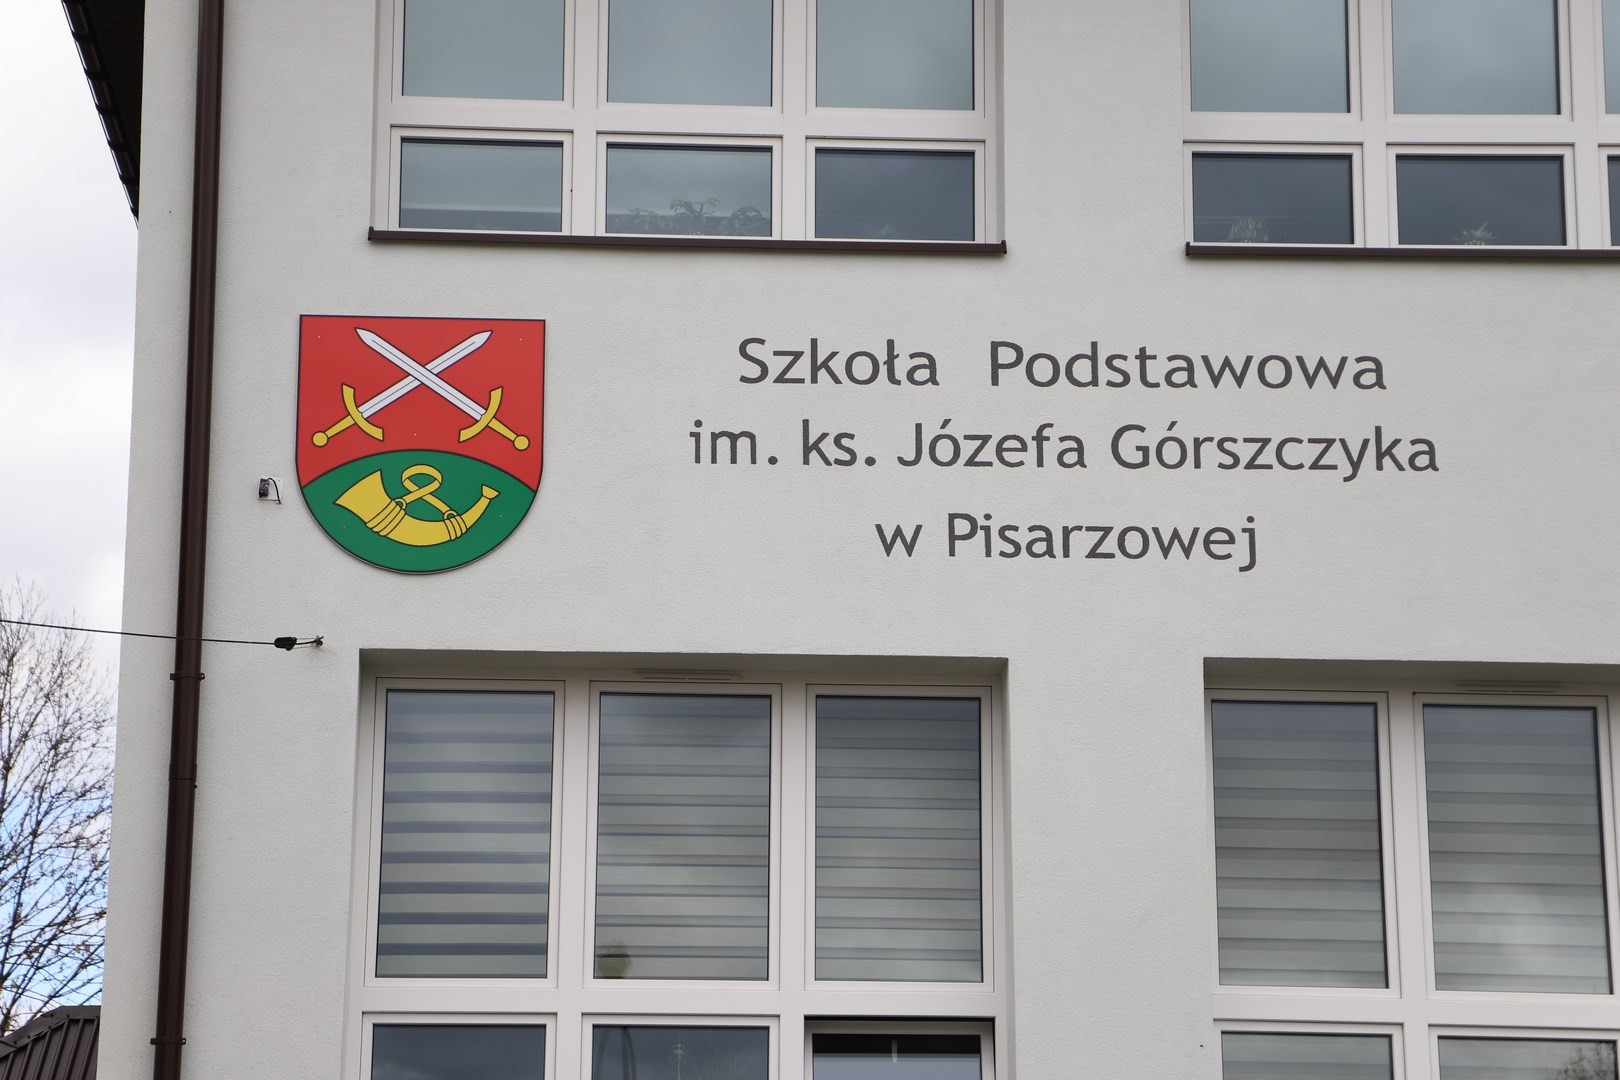 Szkoła Podstawowa
im. ks. Józefa Górszczyka
w Pisarzowej